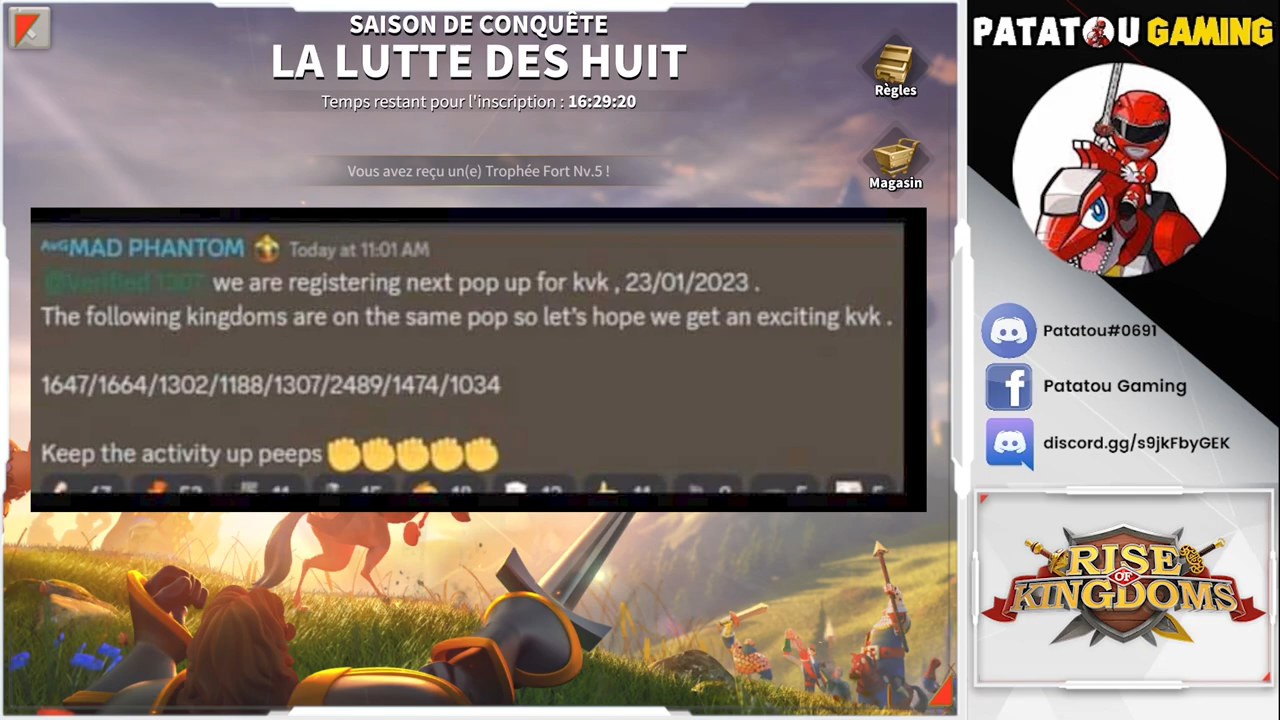 SAISON DE CONQUÊTE
LA LUTTE DES HUIT
Temps restant pour l'inscription : 16:29:20
Règles
Magasin
Vous avez reçu un(e) Trophée Fort Nv.5 !
AWGMAD PHANTOM Today at 11:01 AM
@Verified 1307 we are registering next pop up for kvk , 23/01/2023 .
The following kingdoms are on the same pop so let's hope we get an exciting kvk .
1647/1664/1302/1188/1307/2489/1474/1034
Keep the activity up peeps
PATATOU GAMING
Patatou#0691
Patatou Gaming
discord.gg/s9jkFbyGEK
RISE OF KINGDOMS